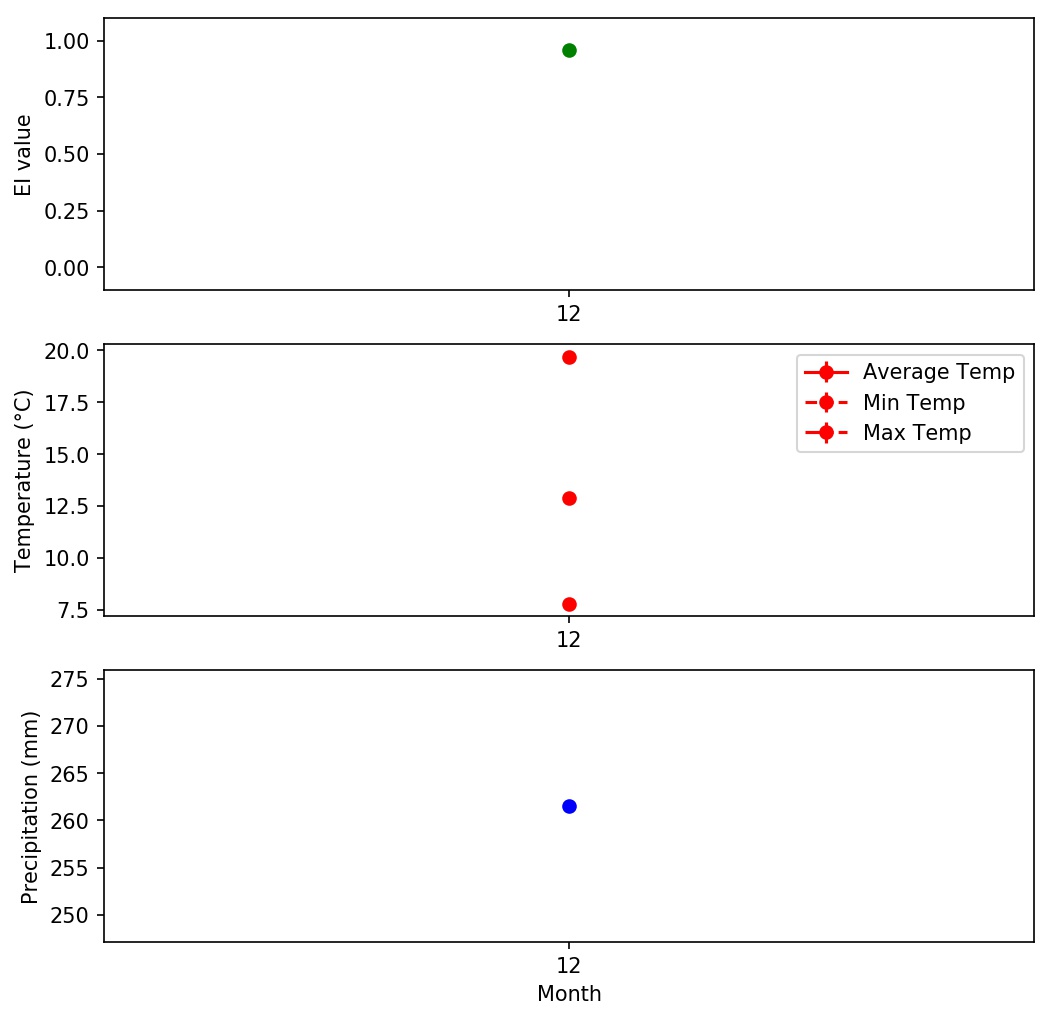 1.00
0.75
0.50
0.25
0.00
EI value
12
20.0
17.5
15.0
12.5
10.0
7.5
Temperature (°C)
Average Temp
Min Temp
Max Temp
12
275
270
265
260
255
250
Precipitation (mm)
12
Month